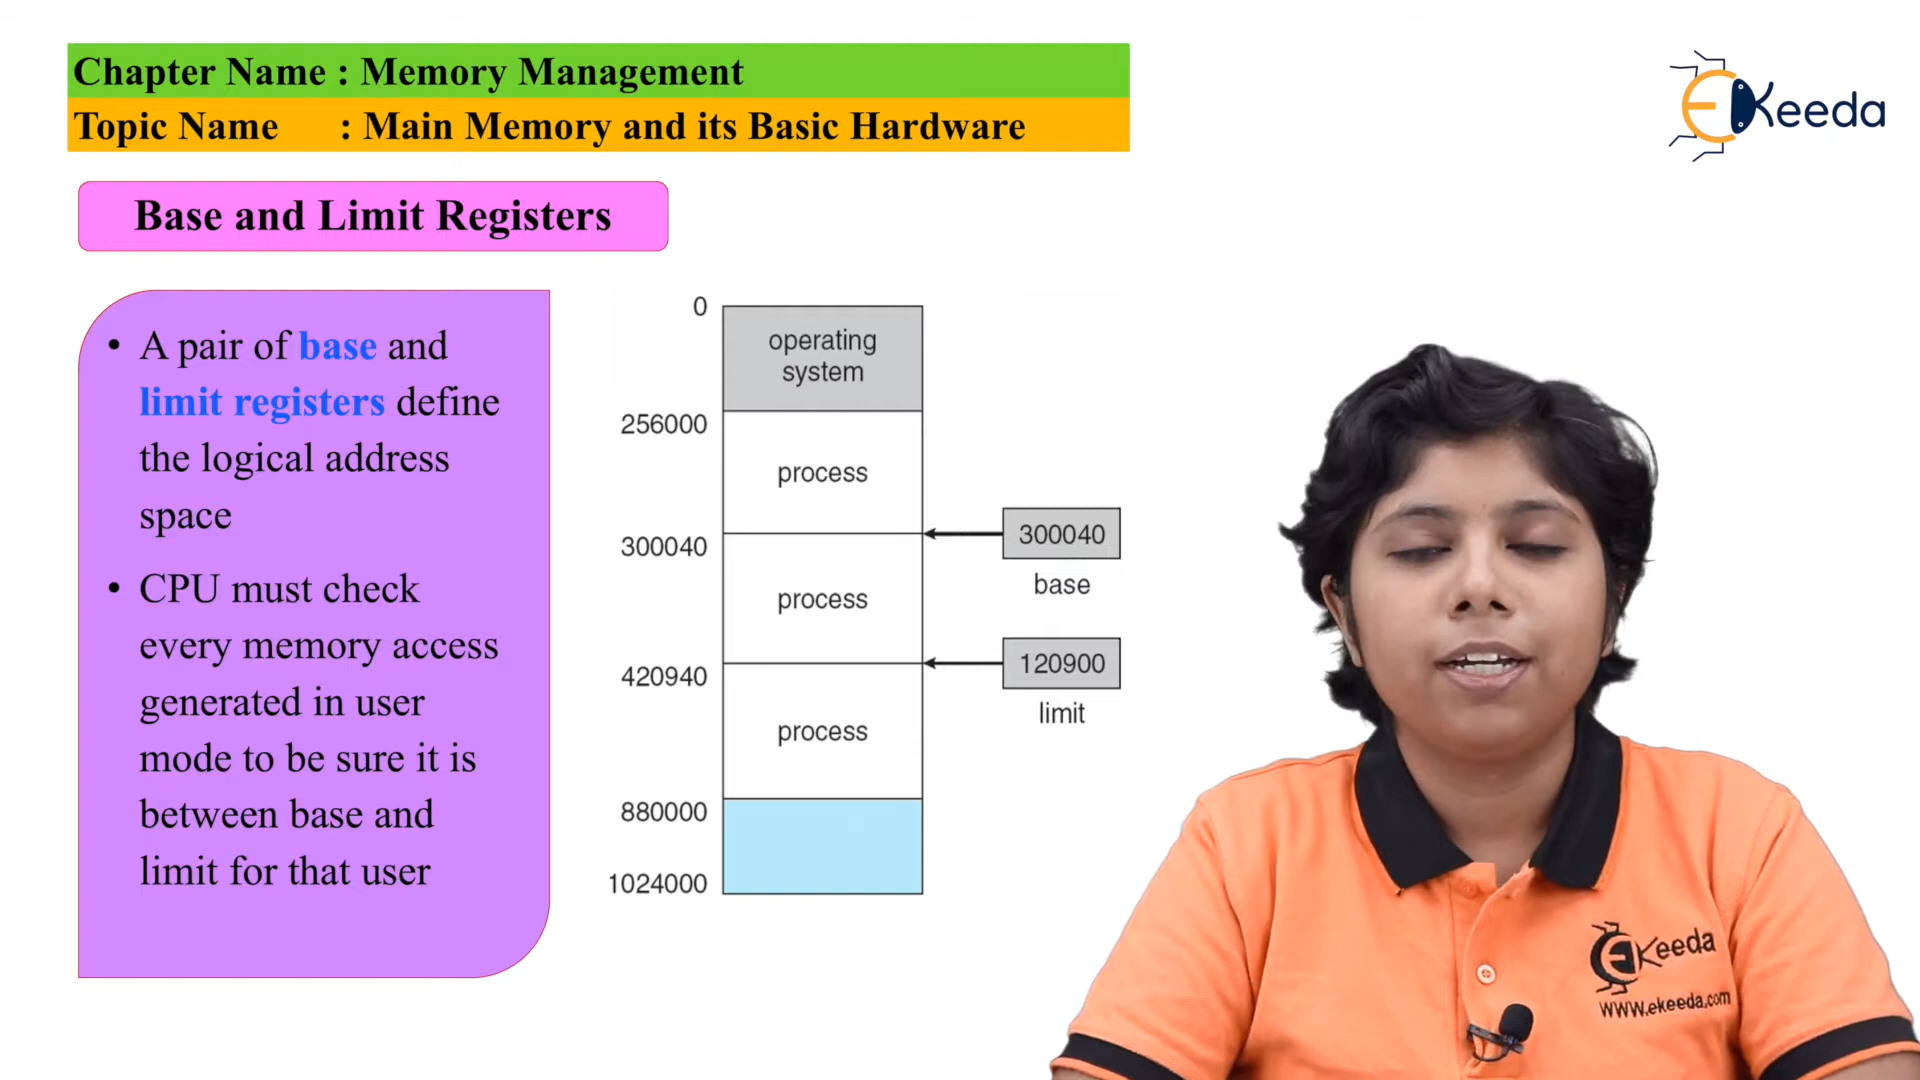 Chapter Name : Memory Management
Topic Name : Main Memory and its Basic Hardware
EKeeda
Base and Limit Registers
• A pair of base and
limit registers define
the logical address
space
• CPU must check
every memory access
generated in user
mode to be sure it is
between base and
limit for that user
0
operating
system
256000
process
300040
300040
base
process
420940
120900
limit
process
880000
1024000
EKeeda
www.ekeeda.com